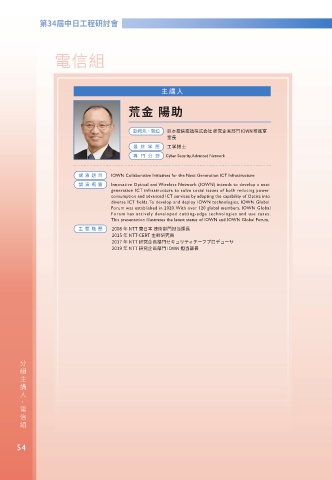 第34屆中日工程研討會
電信組
主講人
荒金 陽助
服務機關/職位 日本電信電話株式会社 研究企画部門 IOWN推進室
室長
最高學歷 工学博士
專門分野 Cyber Security, Advanced Network
演講題目 IOWN Collaborative Initiatives for the Next Generation ICT Infrastructure
演講概要 Innovative Optical and Wireless Network (IOWN) intends to develop a next
generation ICT infrastructure to solve social issues of both reducing power
consumption and advanced ICT services by adopting the capability of Optics into
diverse ICT fields. To develop and deploy IOWN technologies, IOWN Global
Forum was established in 2020. With over 120 global members, IOWN Global
Forum has actively developed cutting-edge technologies and use cases.
This presentation illustrates the latest status of IOWN and IOWN Global Forum.
主要經歷 2008 年 NTT 東日本 技術部門担当課長
2015 年 NTT-CERT 主幹研究員
2017 年 NTT 研究企画部門セキュリティチーフプロデューサ
2019 年 NTT 研究企画部門 IOWN 担当部長
分組主講人・電信組
54